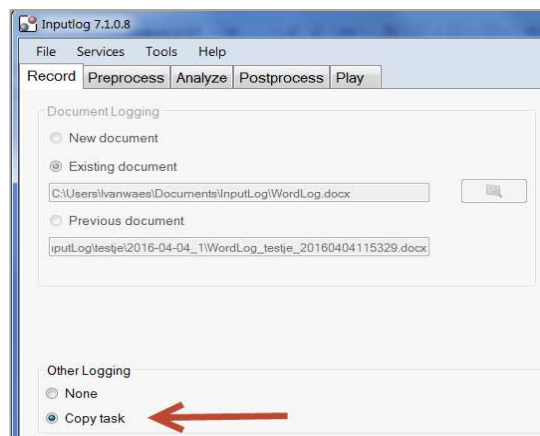 Inputlog 7.1.0.8
File Services Tools Help
Record Preprocess Analyze Postprocess Play
Document Logging
New document
Existing document
C:\Users\lvanwaes\Documents\InputLog\WordLog.docx
Previous document
ıputLog\testje\2016-04-04_1\WordLog_testje_20160404115329.docx
Other Logging
None
Copy task